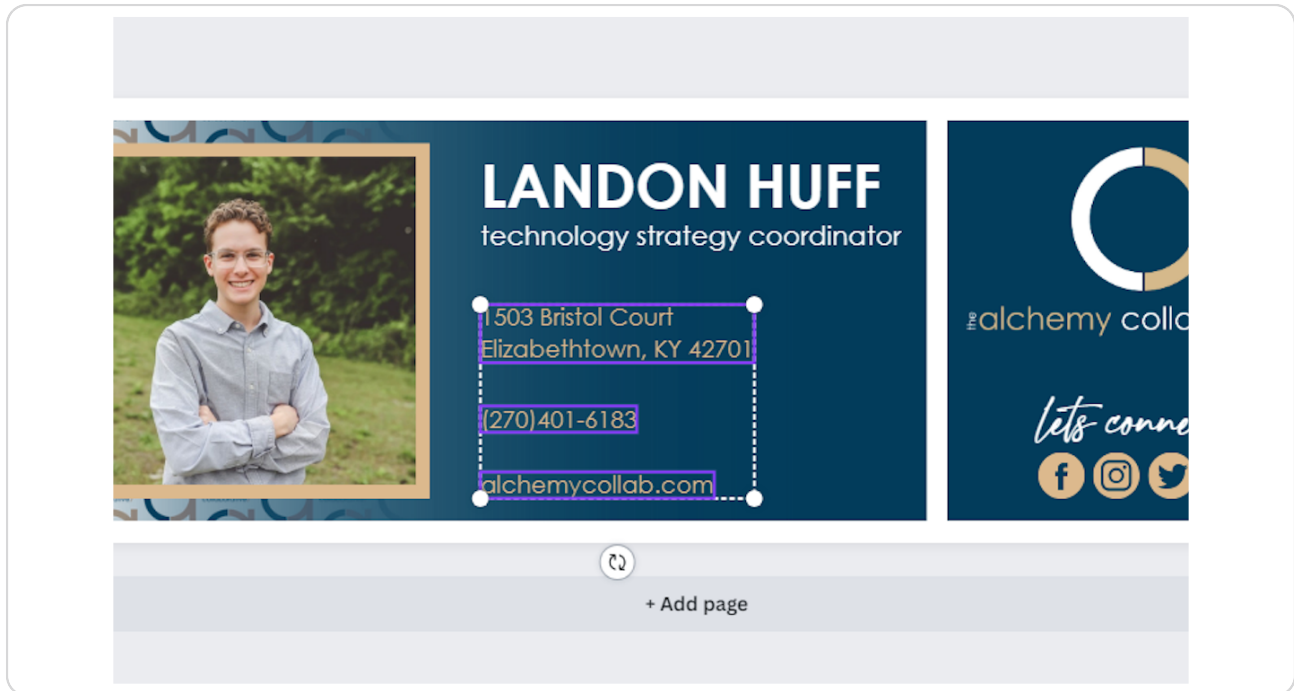 LANDON HUFF
technology strategy coordinator
1503 Bristol Court
Elizabethtown, KY 42701
(270)401-6183
alchemycollab.com
the alchemy colla
lets conne
+ Add page